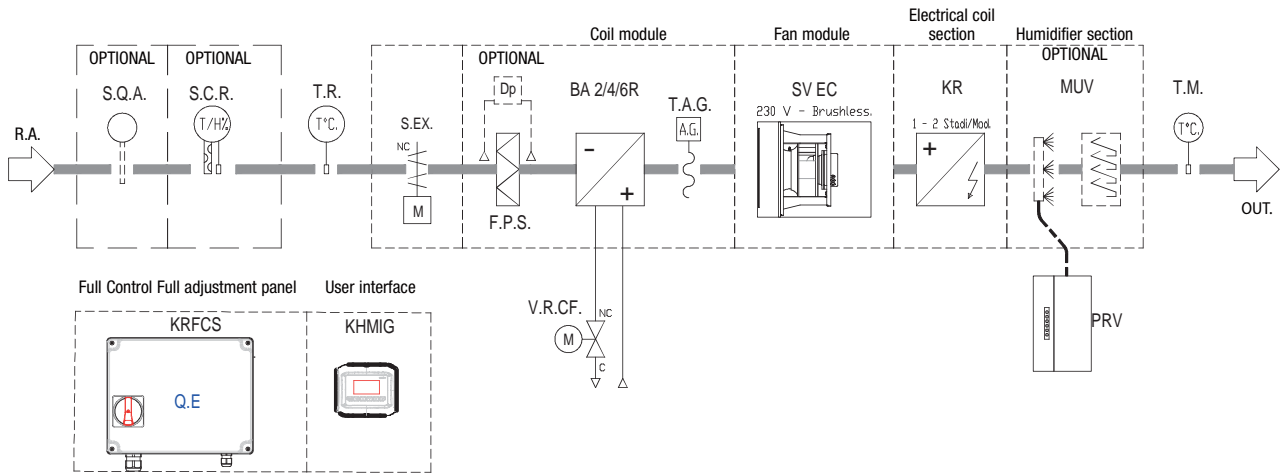 Electrical coil
section
Coil module
Fan module
Humidifier section
OPTIONAL
OPTIONAL
OPTIONAL
OPTIONAL
S.Q.A.
S.C.R.
T.R.
Dp
BA 2/4/6R
T.A.G.
SV EC
KR
MUV
T.M.
R.A.
T/H%
T°C.
S.EX.
NC
A.G.
230 V - Brushless.
1 - 2 Stadi/Mod.
T°C.
-
+
+
M
F.P.S.
OUT.
Full Control Full adjustment panel
User interface
V.R.CF.
NC
M
C
PRV
KRFCS
KHMIG
Q.E